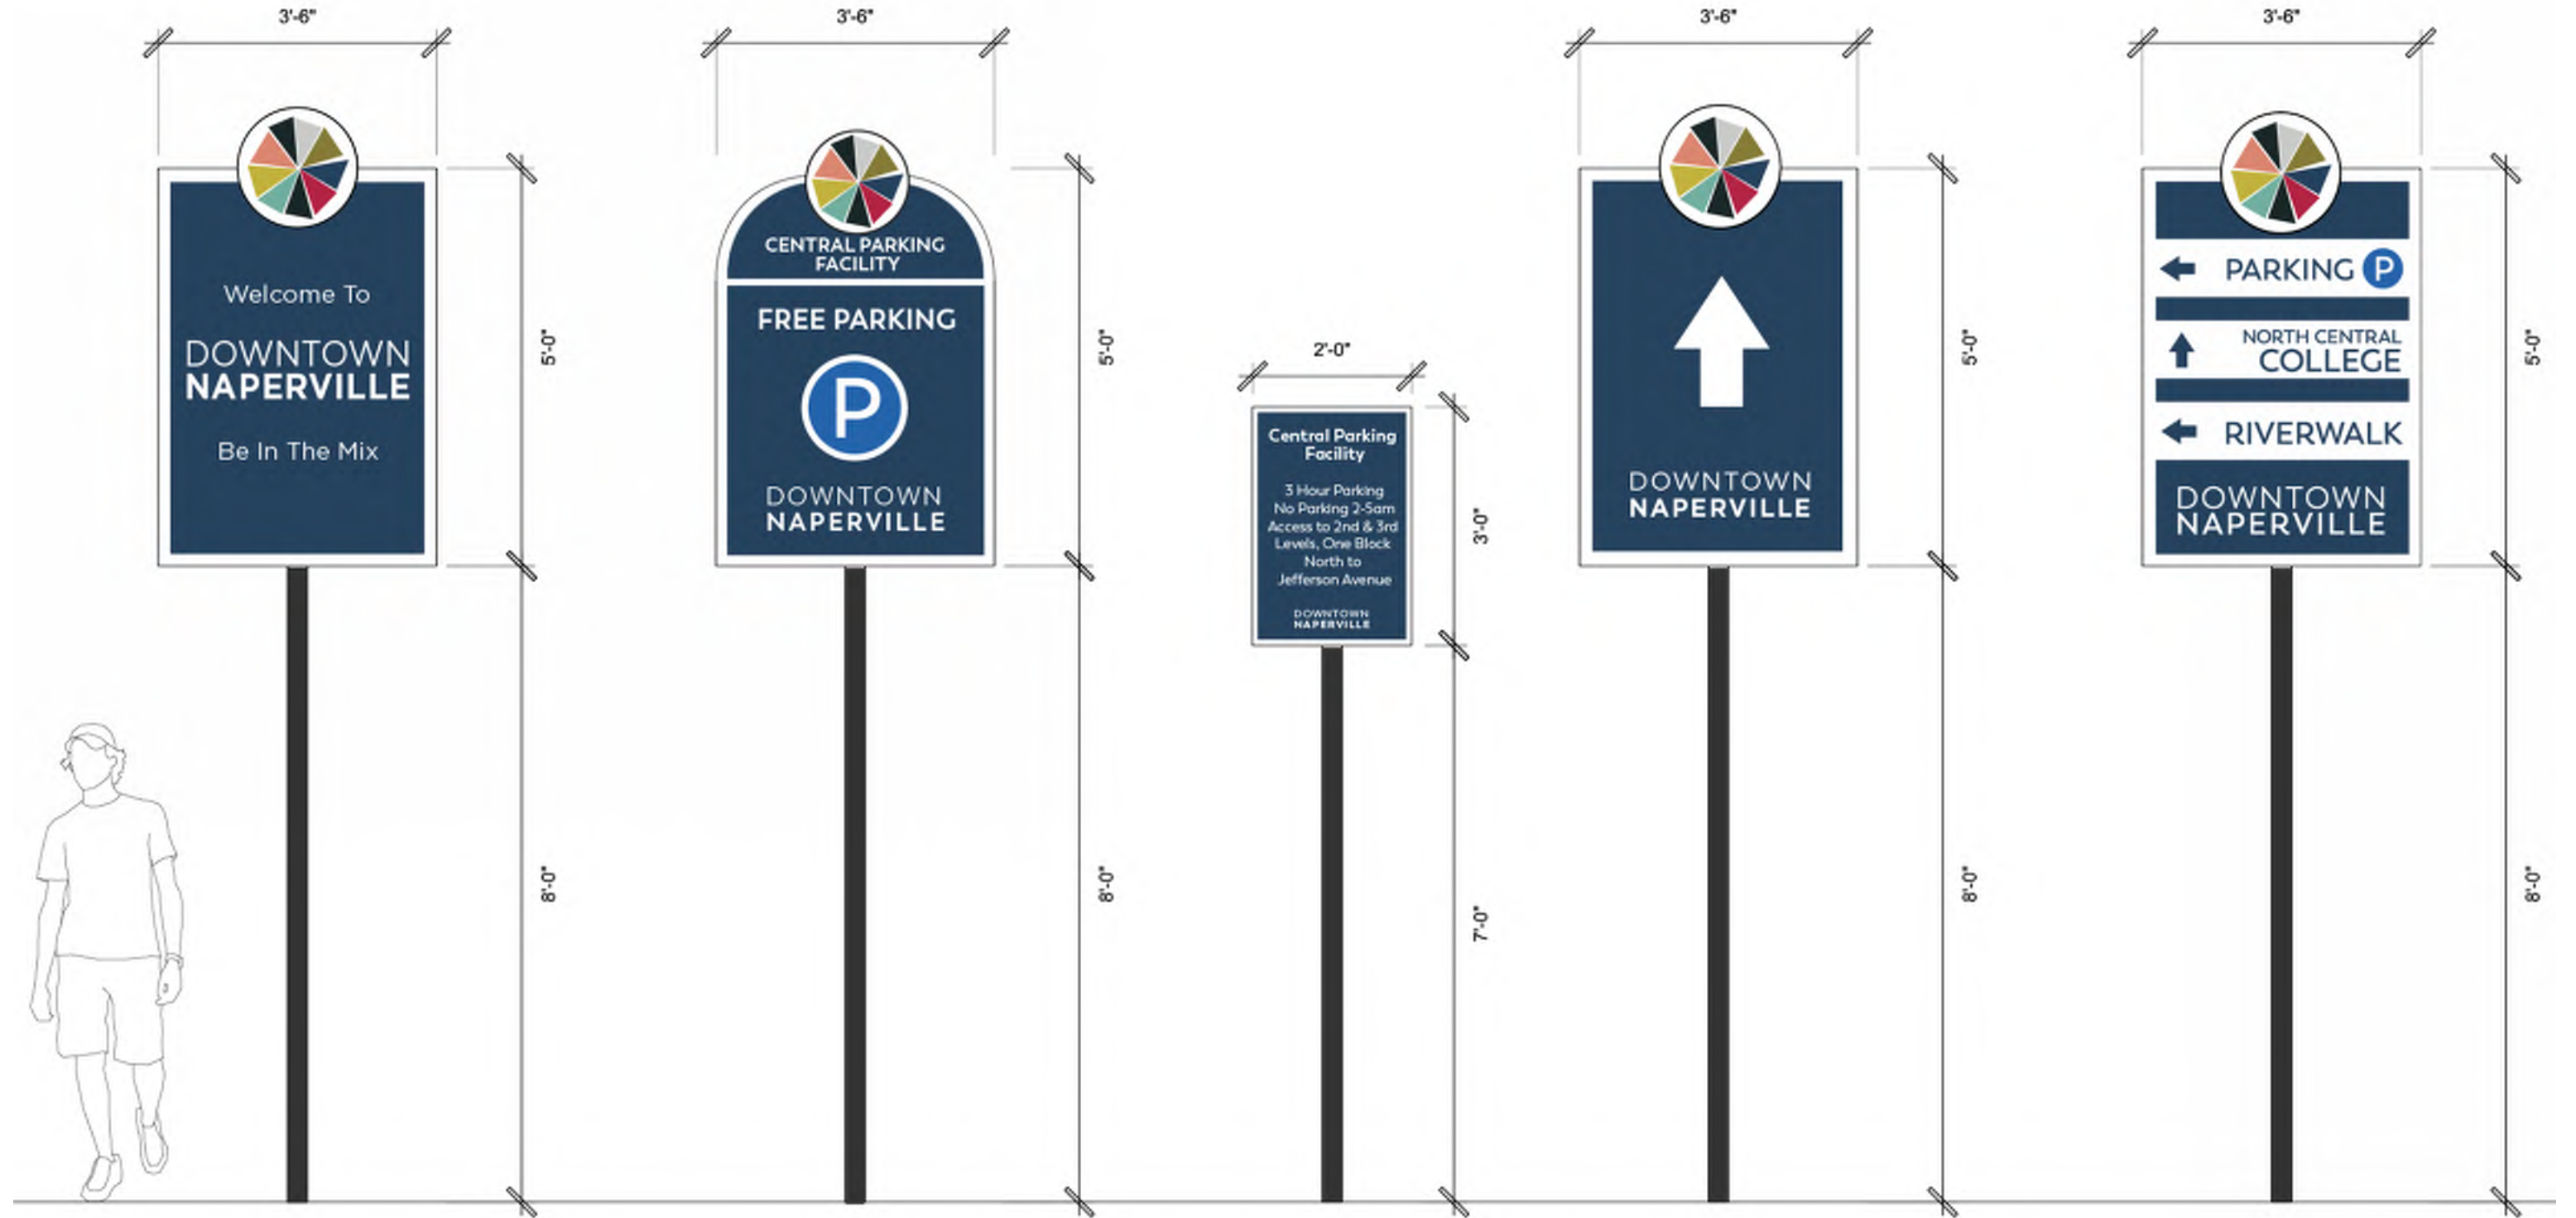 3'-6"
3'-6"
3'-6"
3'-6"
Welcome To
DOWNTOWN
NAPERVILLE
Be In The Mix
5'-0"
8'-0"
CENTRAL PARKING
FACILITY
FREE PARKING
P
DOWNTOWN
NAPERVILLE
5'-0"
8'-0"
2'-0"
Central Parking
Facility
3 Hour Parking
No Parking 2-5am
Access to 2nd & 3rd
Levels, One Block
North to
Jefferson Avenue
DOWNTOWN
NAPERVILLE
3'-0"
7'-0"
DOWNTOWN
NAPERVILLE
5'-0"
8'-0"
PARKING P
NORTH CENTRAL
COLLEGE
RIVERWALK
DOWNTOWN
NAPERVILLE
5'-0"
8'-0"